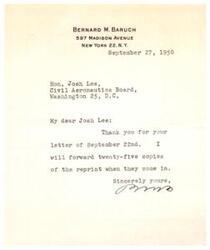 BERNARD M. BARUCH
597 MADISON AVENUE
NEW YORK 22. N.Y.
September 27, 1950
Hon. Josh Lee,
Civil Aeronautics Board,
Washington 25, D.C.
My dear Josh Lee:
Thank you for your
letter of September 22nd. I
will forward twenty-five copies
of the reprint when they come in.
Sincerely yours,